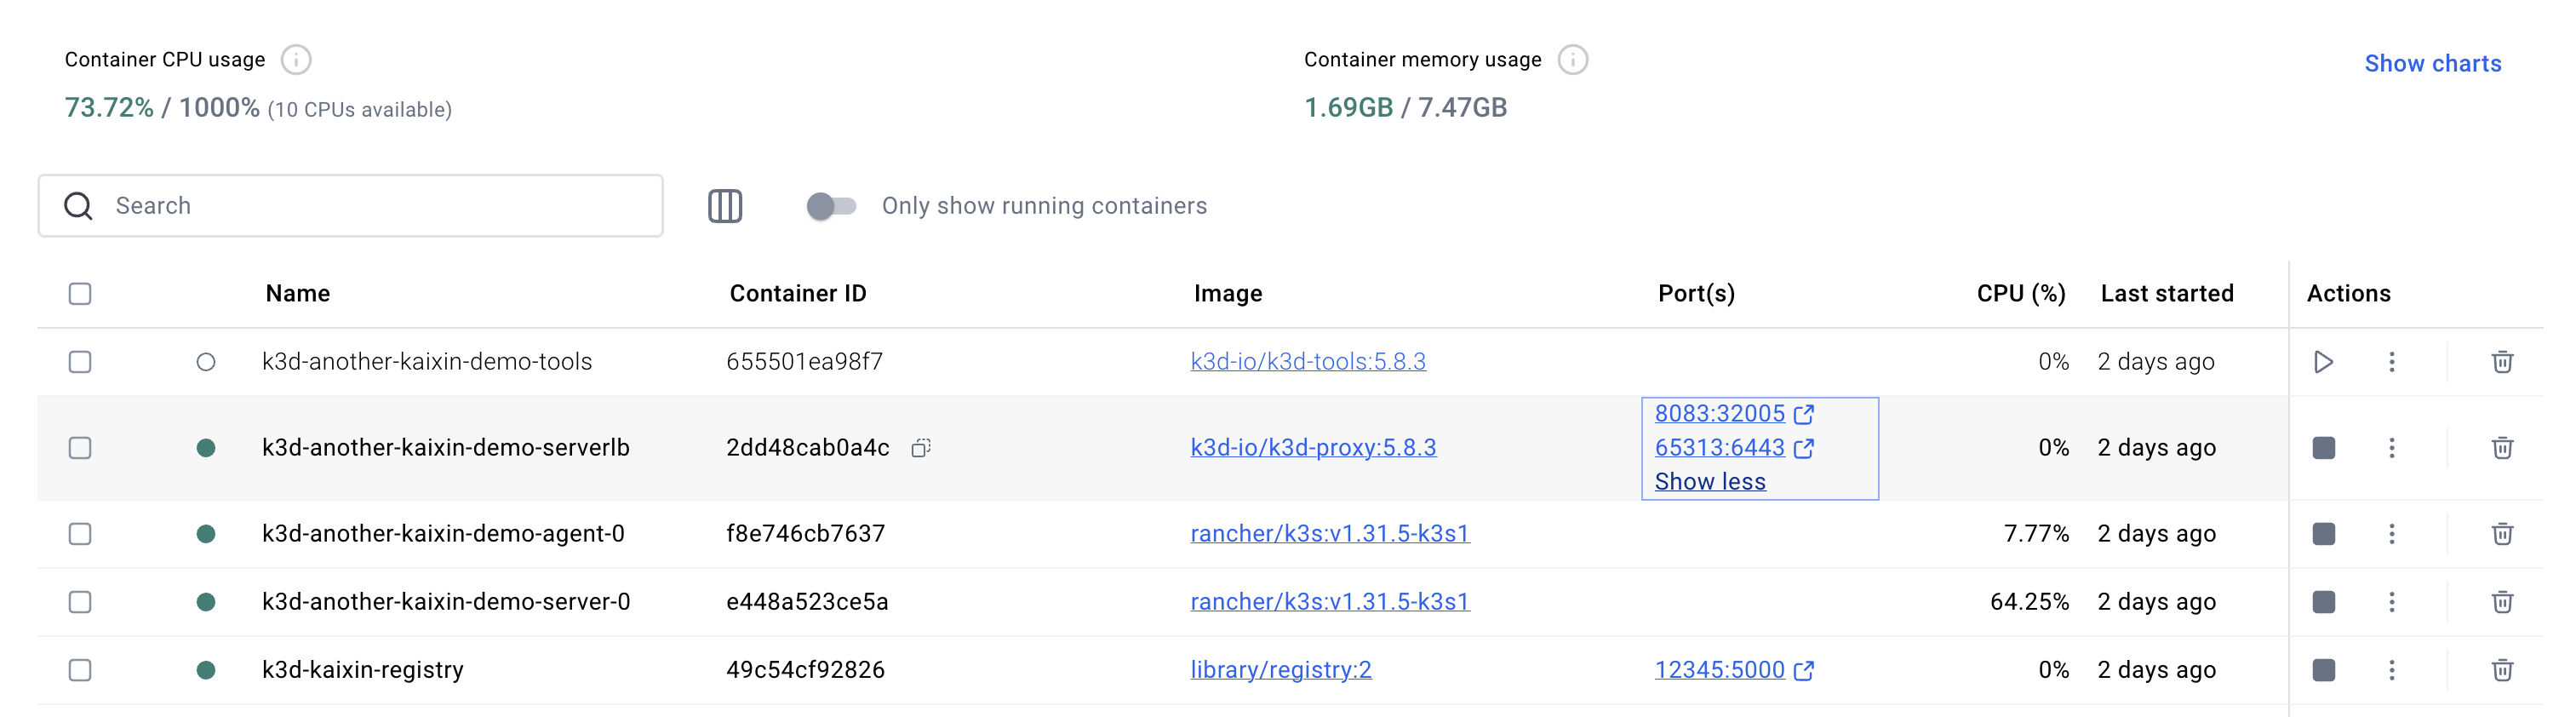 Container CPU usage
73.72% / 1000% (10 CPUs available)
Container memory usage
1.69GB / 7.47GB
Show charts
Search
Only show running containers
Name Container ID Image Port(s) CPU (%) Last started Actions
k3d-another-kaixin-demo-tools 655501ea98f7 k3d-io/k3d-tools:5.8.3 0% 2 days ago
k3d-another-kaixin-demo-serverlb 2dd48cab0a4c k3d-io/k3d-proxy:5.8.3 8083:32005
65313:6443
Show less
0% 2 days ago
k3d-another-kaixin-demo-agent-0 f8e746cb7637 rancher/k3s:v1.31.5-k3s1 7.77% 2 days ago
k3d-another-kaixin-demo-server-0 e448a523ce5a rancher/k3s:v1.31.5-k3s1 64.25% 2 days ago
k3d-kaixin-registry 49c54cf92826 library/registry:2 12345:5000 0% 2 days ago